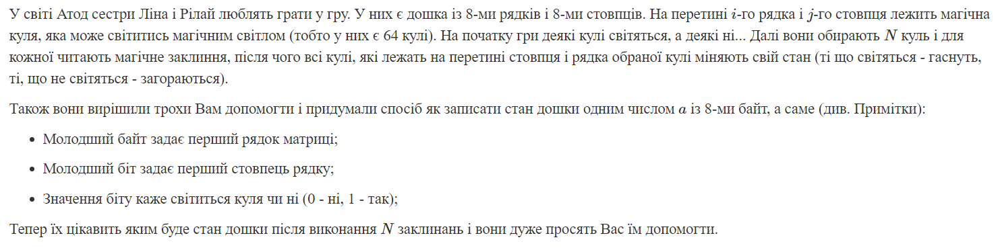 У світі Атод сестри Ліна і Рілай люблять грати у гру. У них є дошка із 8-ми рядків і 8-ми стовпців. На перетині i-го рядка і j-го стовпця лежить магічна
куля, яка може світитись магічним світлом (тобто у них є 64 кулі). На початку гри деякі кулі світяться, а деякі ні... Далі вони обирають N куль і для
кожної читають магічне заклиння, після чого всі кулі, які лежать на перетині стовпця і рядка обраної кулі міняють свій стан (ті що світяться - гаснуть,
ті, що не світяться - загораються).
Також вони вирішили трохи Вам допомогти і придумали спосіб як записати стан дошки одним числом a із 8-ми байт, а саме (див. Примітки):
• Молодший байт задає перший рядок матриці;
• Молодший біт задає перший стовпець рядку;
• Значення біту каже світиться куля чи ні (0 - ні, 1 - так);
Тепер їх цікавить яким буде стан дошки після виконання N заклинань і вони дуже просять Вас їм допомогти.